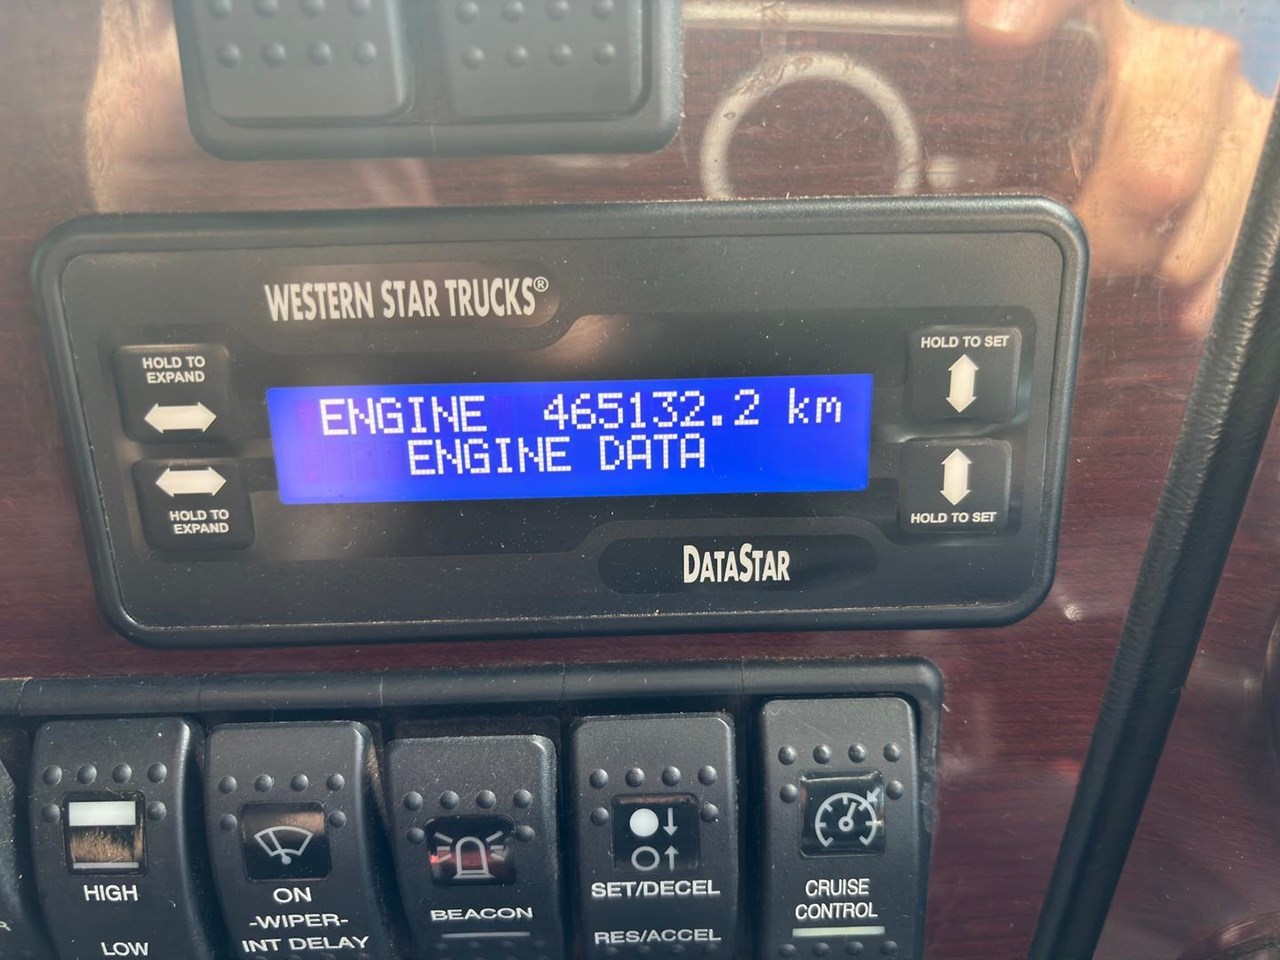 WESTERN STAR TRUCKS®
HOLD TO
EXPAND
HOLD TO SET
ENGINE 465132.2 km
ENGINE DATA
HOLD TO
EXPAND
HOLD TO SET
DATASTAR
HIGH
LOW
ON
-WIPER-
INT DELAY
BEACON
SET/DECEL
RES/ACCEL
CRUISE
CONTROL